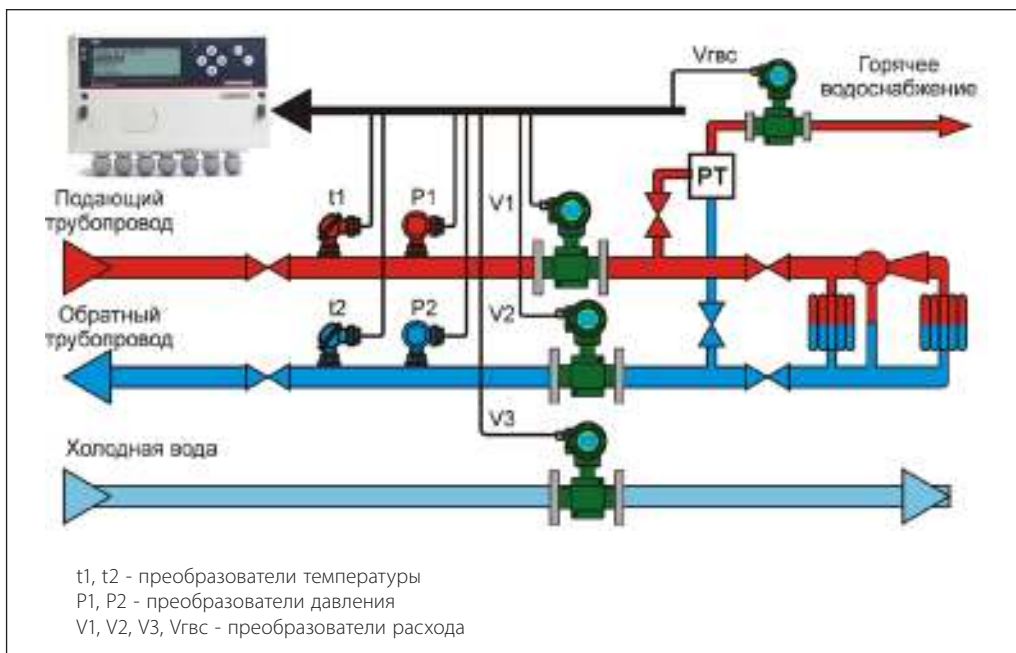 Vгвс
Горячее
водоснабжение
РТ
Подающий
трубопровод
t1
P1
V1
Обратный
трубопровод
t2
P2
V2
V3
Холодная вода
t1, t2 - преобразователи температуры
P1, P2 - преобразователи давления
V1, V2, V3, Vгвс - преобразователи расхода